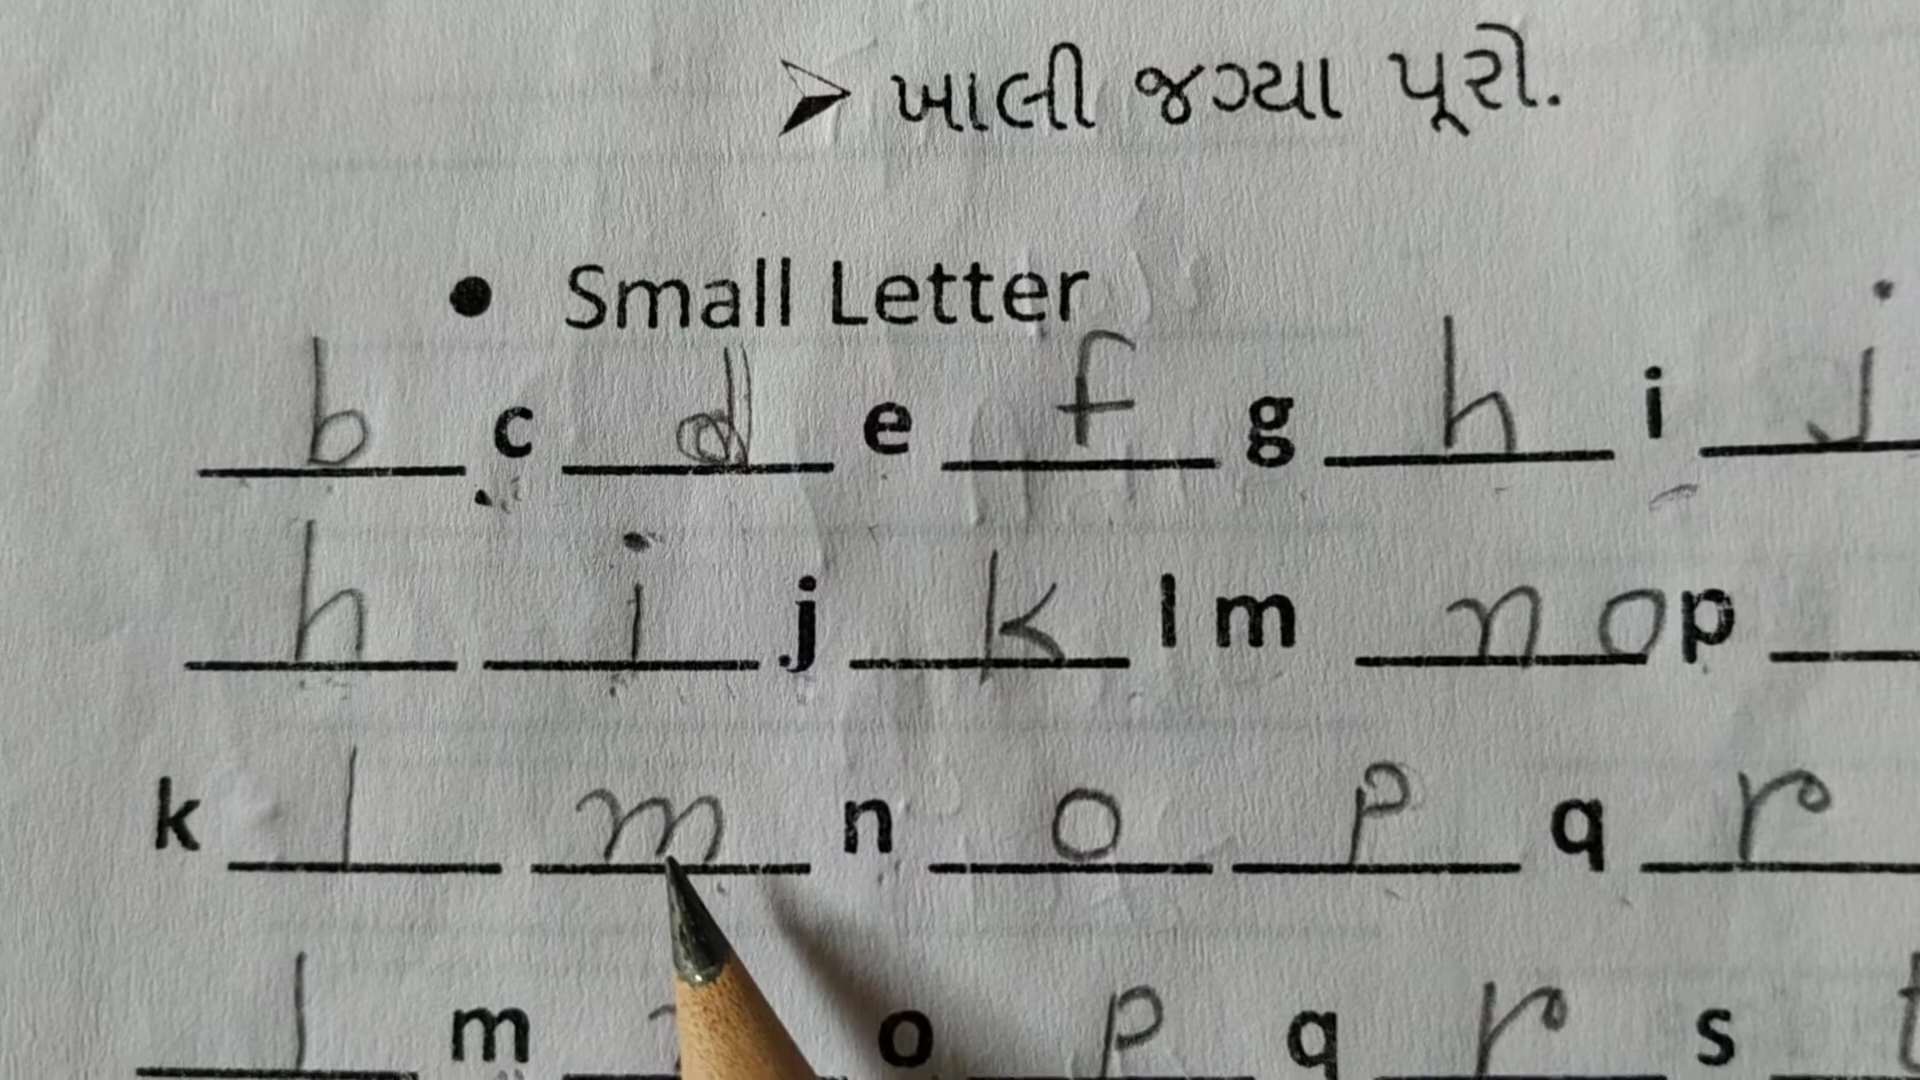 ➤ ખાલી જગ્યા પૂરો.
• Small Letter
b c d e f g h i j
h i j k l m n o p
k l m n o p q r
l m o p q r s t